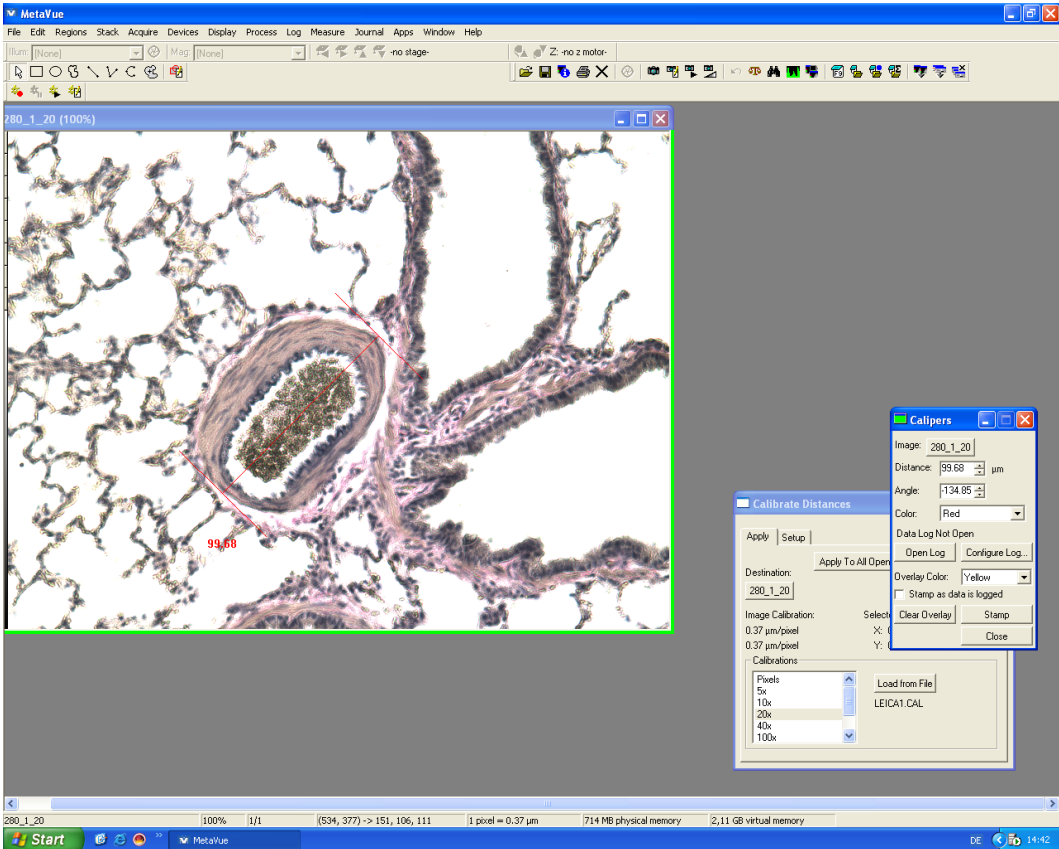 MetaVue
File Edit Regions Stack Acquire Devices Display Process Log Measure Journal Apps Window Help
Illum: [None] Mag: [None] -no stage- Z: -no z motor-
280_1_20 (100%)
99.68
Calipers
Image: 280_1_20
Distance: 99.68 µm
Angle: -134.85
Color: Red
Data Log Not Open
Open Log Configure Log...
Overlay Color: Yellow
Stamp as data is logged
Clear Overlay Stamp
Close
Calibrate Distances
Apply Setup
Apply To All Open
Destination:
280_1_20
Image Calibration: Selecte
0.37 µm/pixel X: 0
0.37 µm/pixel Y: 0
Calibrations
Pixels
5x
10x
20x
40x
100x
Load from File
LEICA1.CAL
280_1_20 100% 1/1 (534, 377) -> 151, 106, 111 1 pixel = 0.37 µm 714 MB physical memory 2,11 GB virtual memory
Start MetaVue DE 14:42